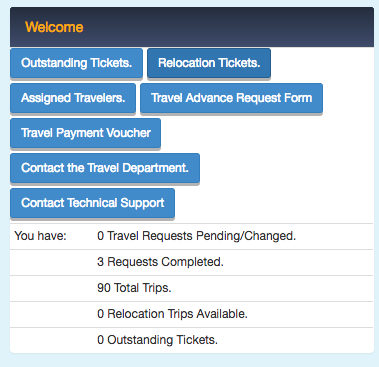 Welcome
Outstanding Tickets. Relocation Tickets.
Assigned Travelers. Travel Advance Request Form
Travel Payment Voucher
Contact the Travel Department.
Contact Technical Support
You have: 0 Travel Requests Pending/Changed.
3 Requests Completed.
90 Total Trips.
0 Relocation Trips Available.
0 Outstanding Tickets.